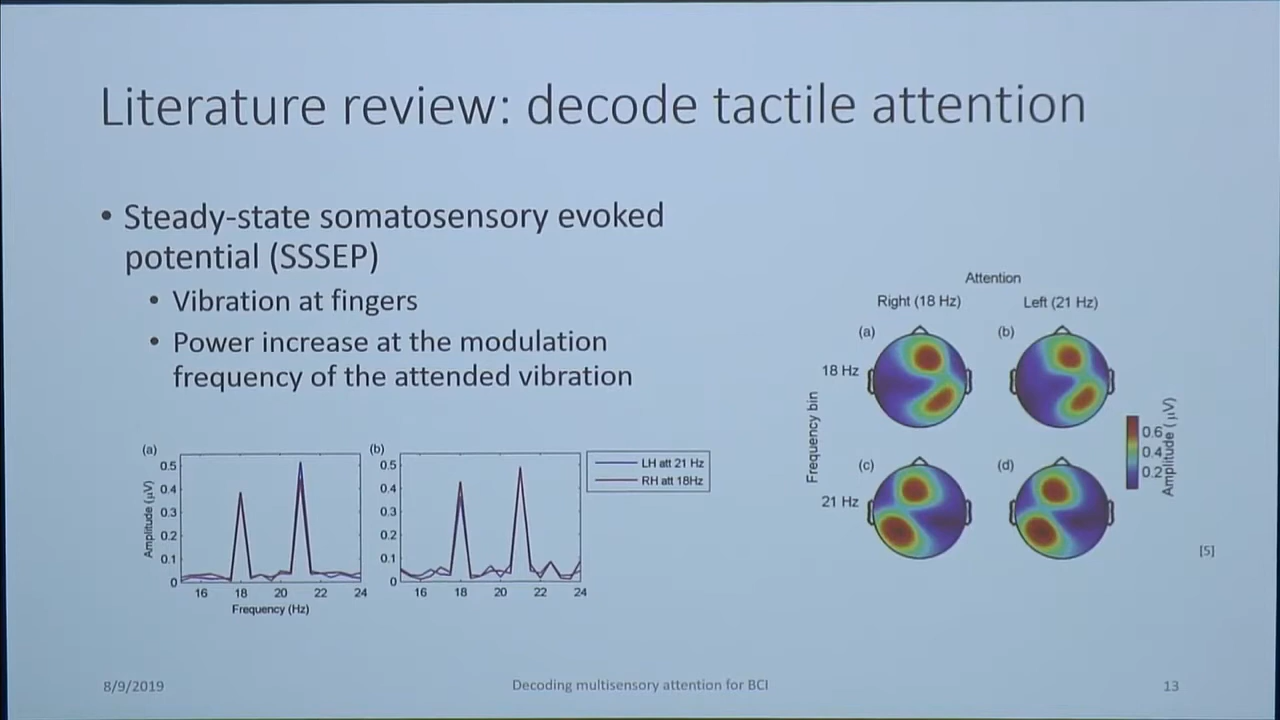 Literature review: decode tactile attention
• Steady-state somatosensory evoked
potential (SSSEP)
• Vibration at fingers
• Power increase at the modulation
frequency of the attended vibration
(a)
0.5
0.4
0.3
0.2
0.1
0
Amplitude (μV)
16 18 20 22 24
Frequency (Hz)
(b)
0.5
0.4
0.3
0.2
0.1
0
16 18 20 22 24
LH att 21 Hz
RH att 18Hz
Attention
Right (18 Hz) Left (21 Hz)
(a) (b)
18 Hz
Frequency bin
(c) (d)
21 Hz
0.6
0.4
0.2
Amplitude (μV)
[5]
8/9/2019 Decoding multisensory attention for BCI 13